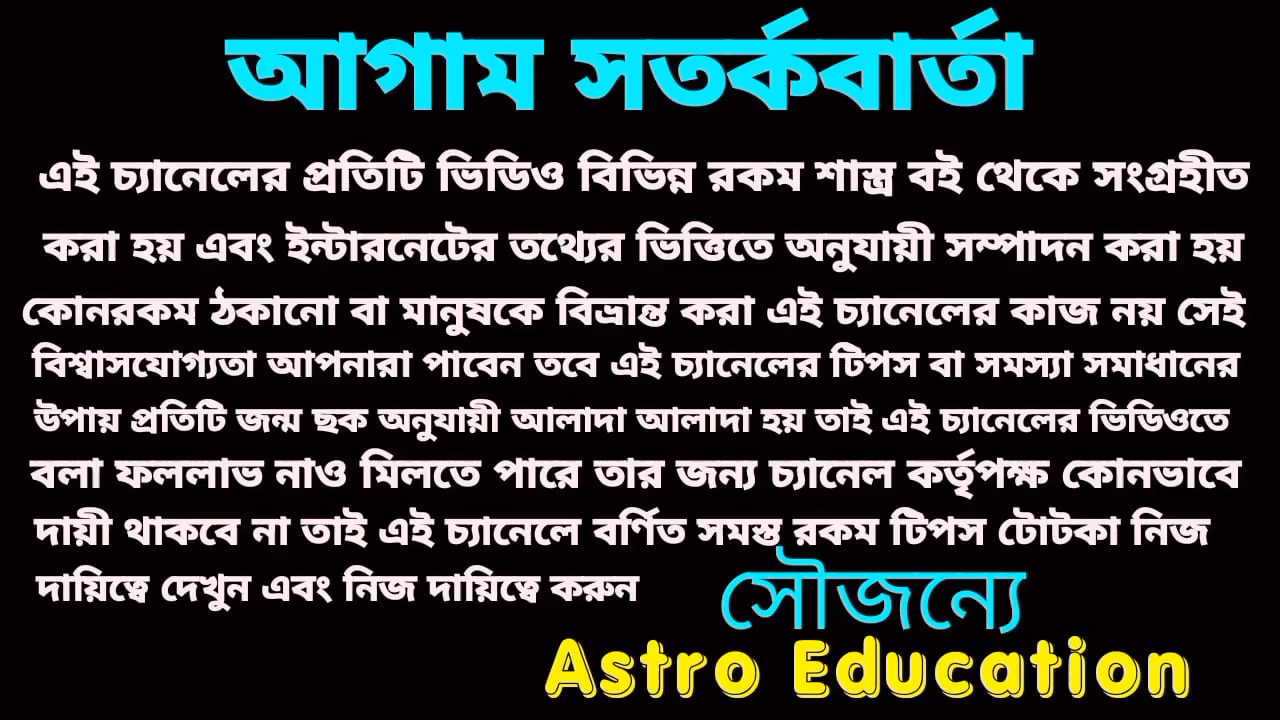 আগাম সতর্কবার্তা
এই চ্যানেলের প্রতিটি ভিডিও বিভিন্ন রকম শাস্ত্র বই থেকে সংগ্রহীত
করা হয় এবং ইন্টারনেটের তথ্যের ভিত্তিতে অনুযায়ী সম্পাদন করা হয়
কোনরকম ঠকানো বা মানুষকে বিভ্রান্ত করা এই চ্যানেলের কাজ নয় সেই
বিশ্বাসযোগ্যতা আপনারা পাবেন তবে এই চ্যানেলের টিপস বা সমস্যা সমাধানের
উপায় প্রতিটি জন্ম ছক অনুযায়ী আলাদা আলাদা হয় তাই এই চ্যানেলের ভিডিওতে
বলা ফললাভ নাও মিলতে পারে তার জন্য চ্যানেল কর্তৃপক্ষ কোনভাবে
দায়ী থাকবে না তাই এই চ্যানেলে বর্ণিত সমস্ত রকম টিপস টোটকা নিজ
দায়িত্বে দেখুন এবং নিজ দায়িত্বে করুন
সৌজন্যে
Astro Education